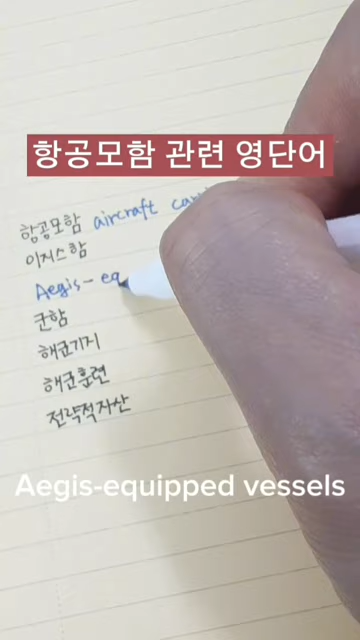 항공모함 관련 영단어
항공모함 aircraft
이지스함
Aegis-eq
군함
해군기지
해군훈련
전략적자산
Aegis-equipped vessels